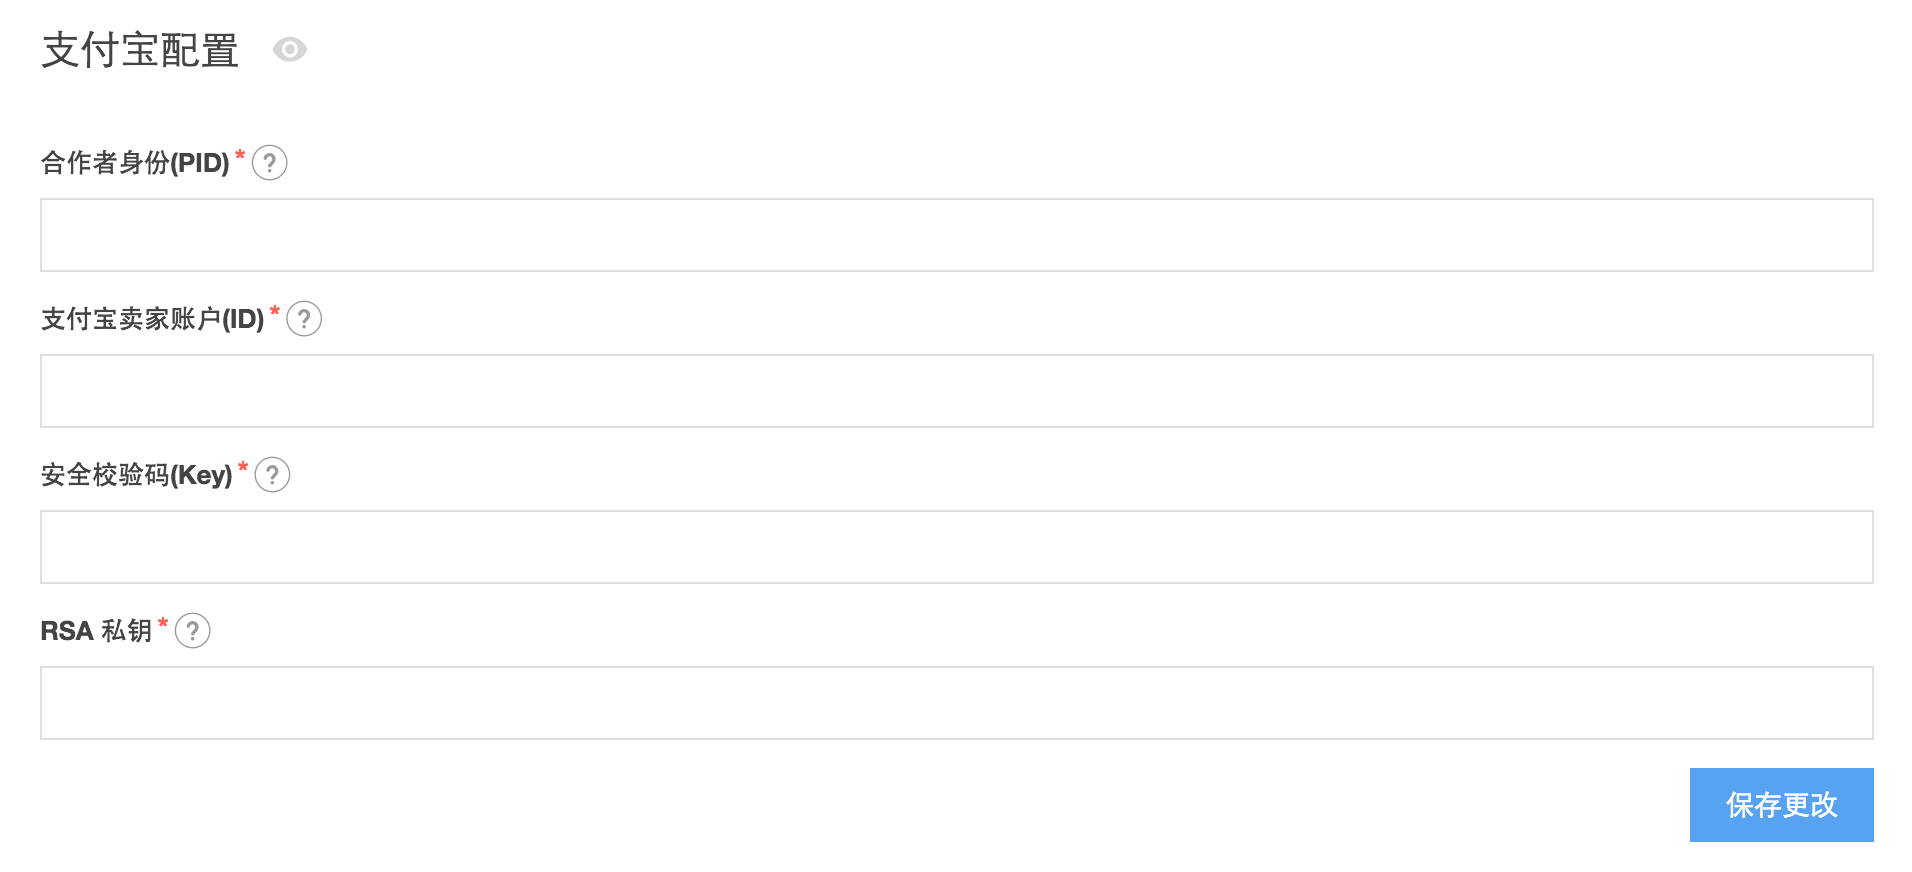 支付宝配置
合作者身份(PID) * ?
支付宝卖家账户(ID) * ?
安全校验码(Key) * ?
RSA 私钥 * ?
保存更改